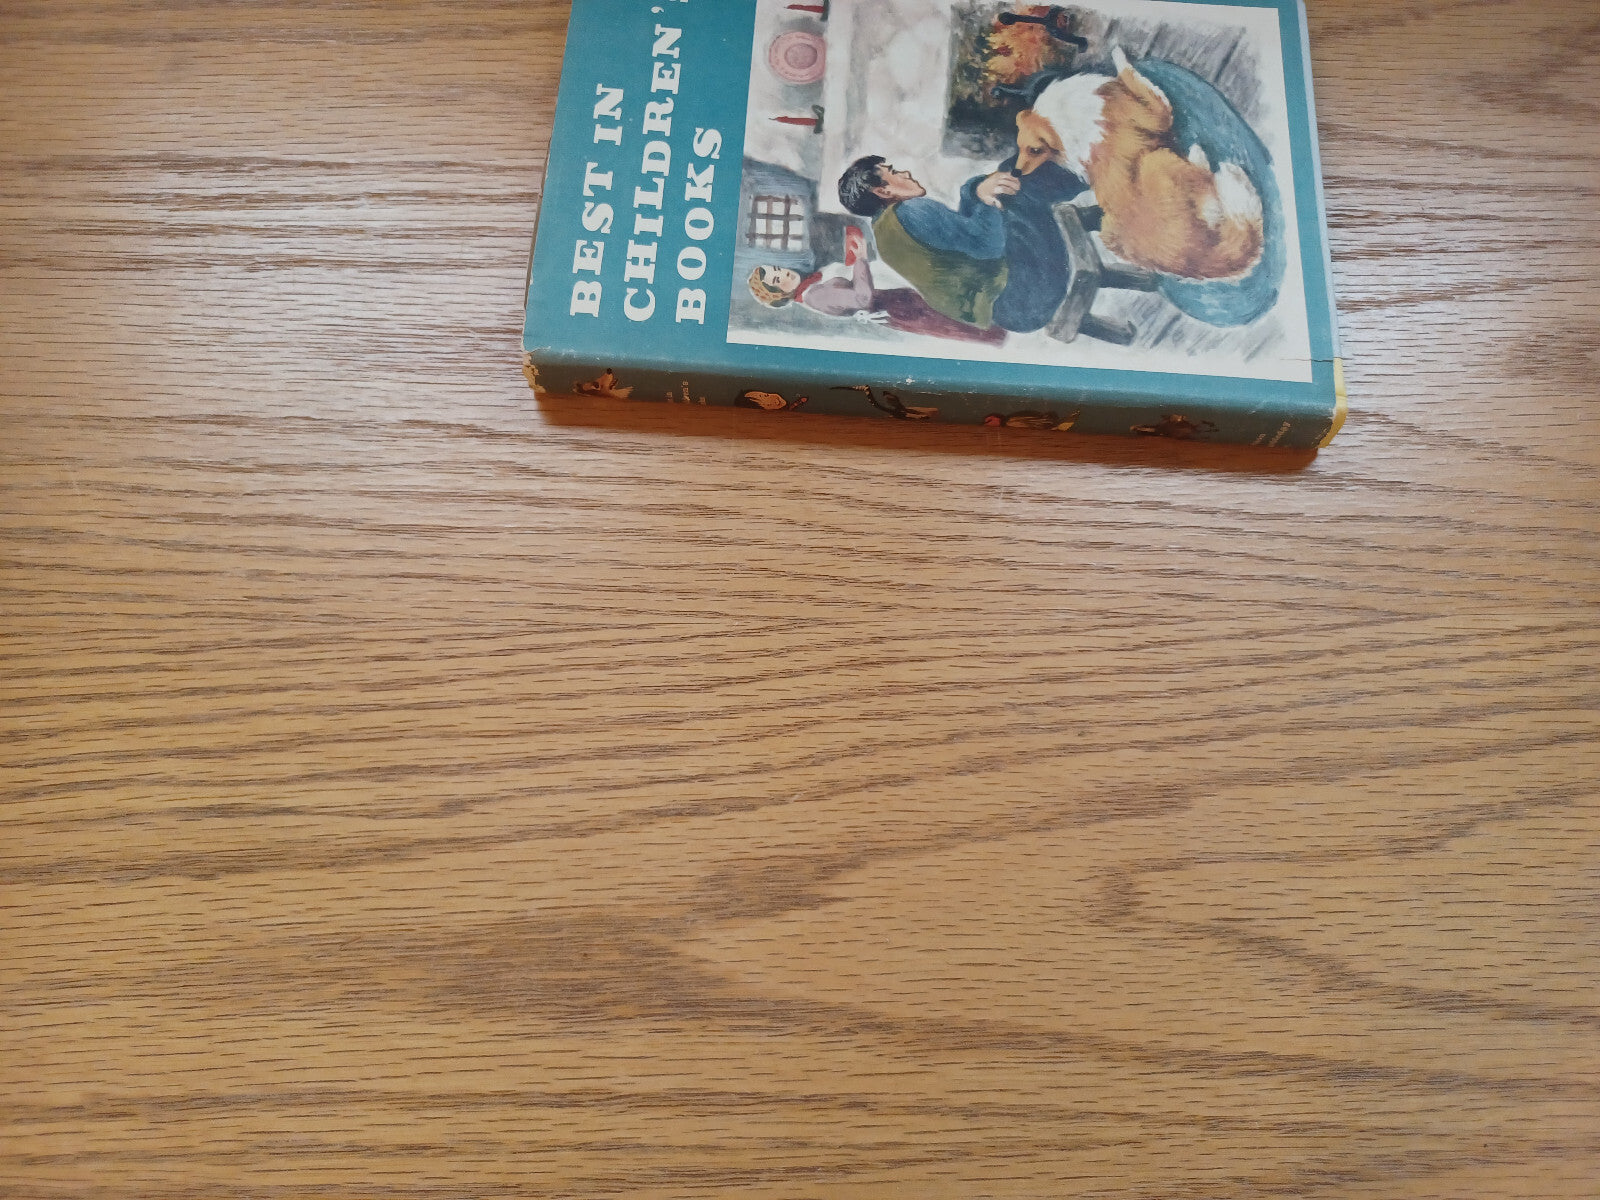 BEST IN
CHILDREN'S
BOOKS